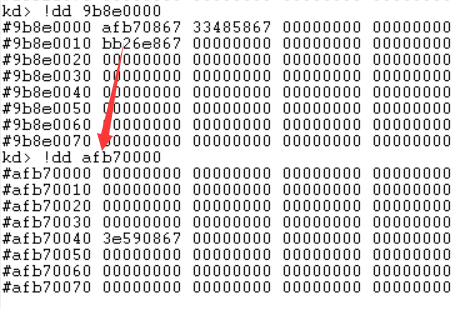 kd> !dd 9b8e0000
#9b8e0000 afb70867 33485867 00000000 00000000
#9b8e0010 bb26e867 00000000 00000000 00000000
#9b8e0020 00000000 00000000 00000000 00000000
#9b8e0030 00000000 00000000 00000000 00000000
#9b8e0040 00000000 00000000 00000000 00000000
#9b8e0050 00000000 00000000 00000000 00000000
#9b8e0060 00000000 00000000 00000000 00000000
#9b8e0070 00000000 00000000 00000000 00000000
kd> !dd afb70000
#afb70000 00000000 00000000 00000000 00000000
#afb70010 00000000 00000000 00000000 00000000
#afb70020 00000000 00000000 00000000 00000000
#afb70030 00000000 00000000 00000000 00000000
#afb70040 3e590867 00000000 00000000 00000000
#afb70050 00000000 00000000 00000000 00000000
#afb70060 00000000 00000000 00000000 00000000
#afb70070 00000000 00000000 00000000 00000000